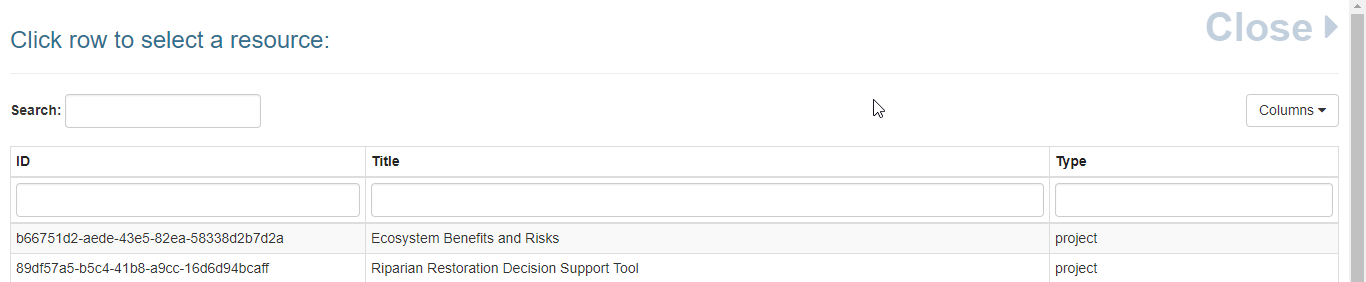 Close
Click row to select a resource:
Search:
Columns
ID Title Type
b66751d2-aede-43e5-82ea-58338d2b7d2a Ecosystem Benefits and Risks project
89df57a5-b5c4-41b8-a9cc-16d6d94bcaff Riparian Restoration Decision Support Tool project